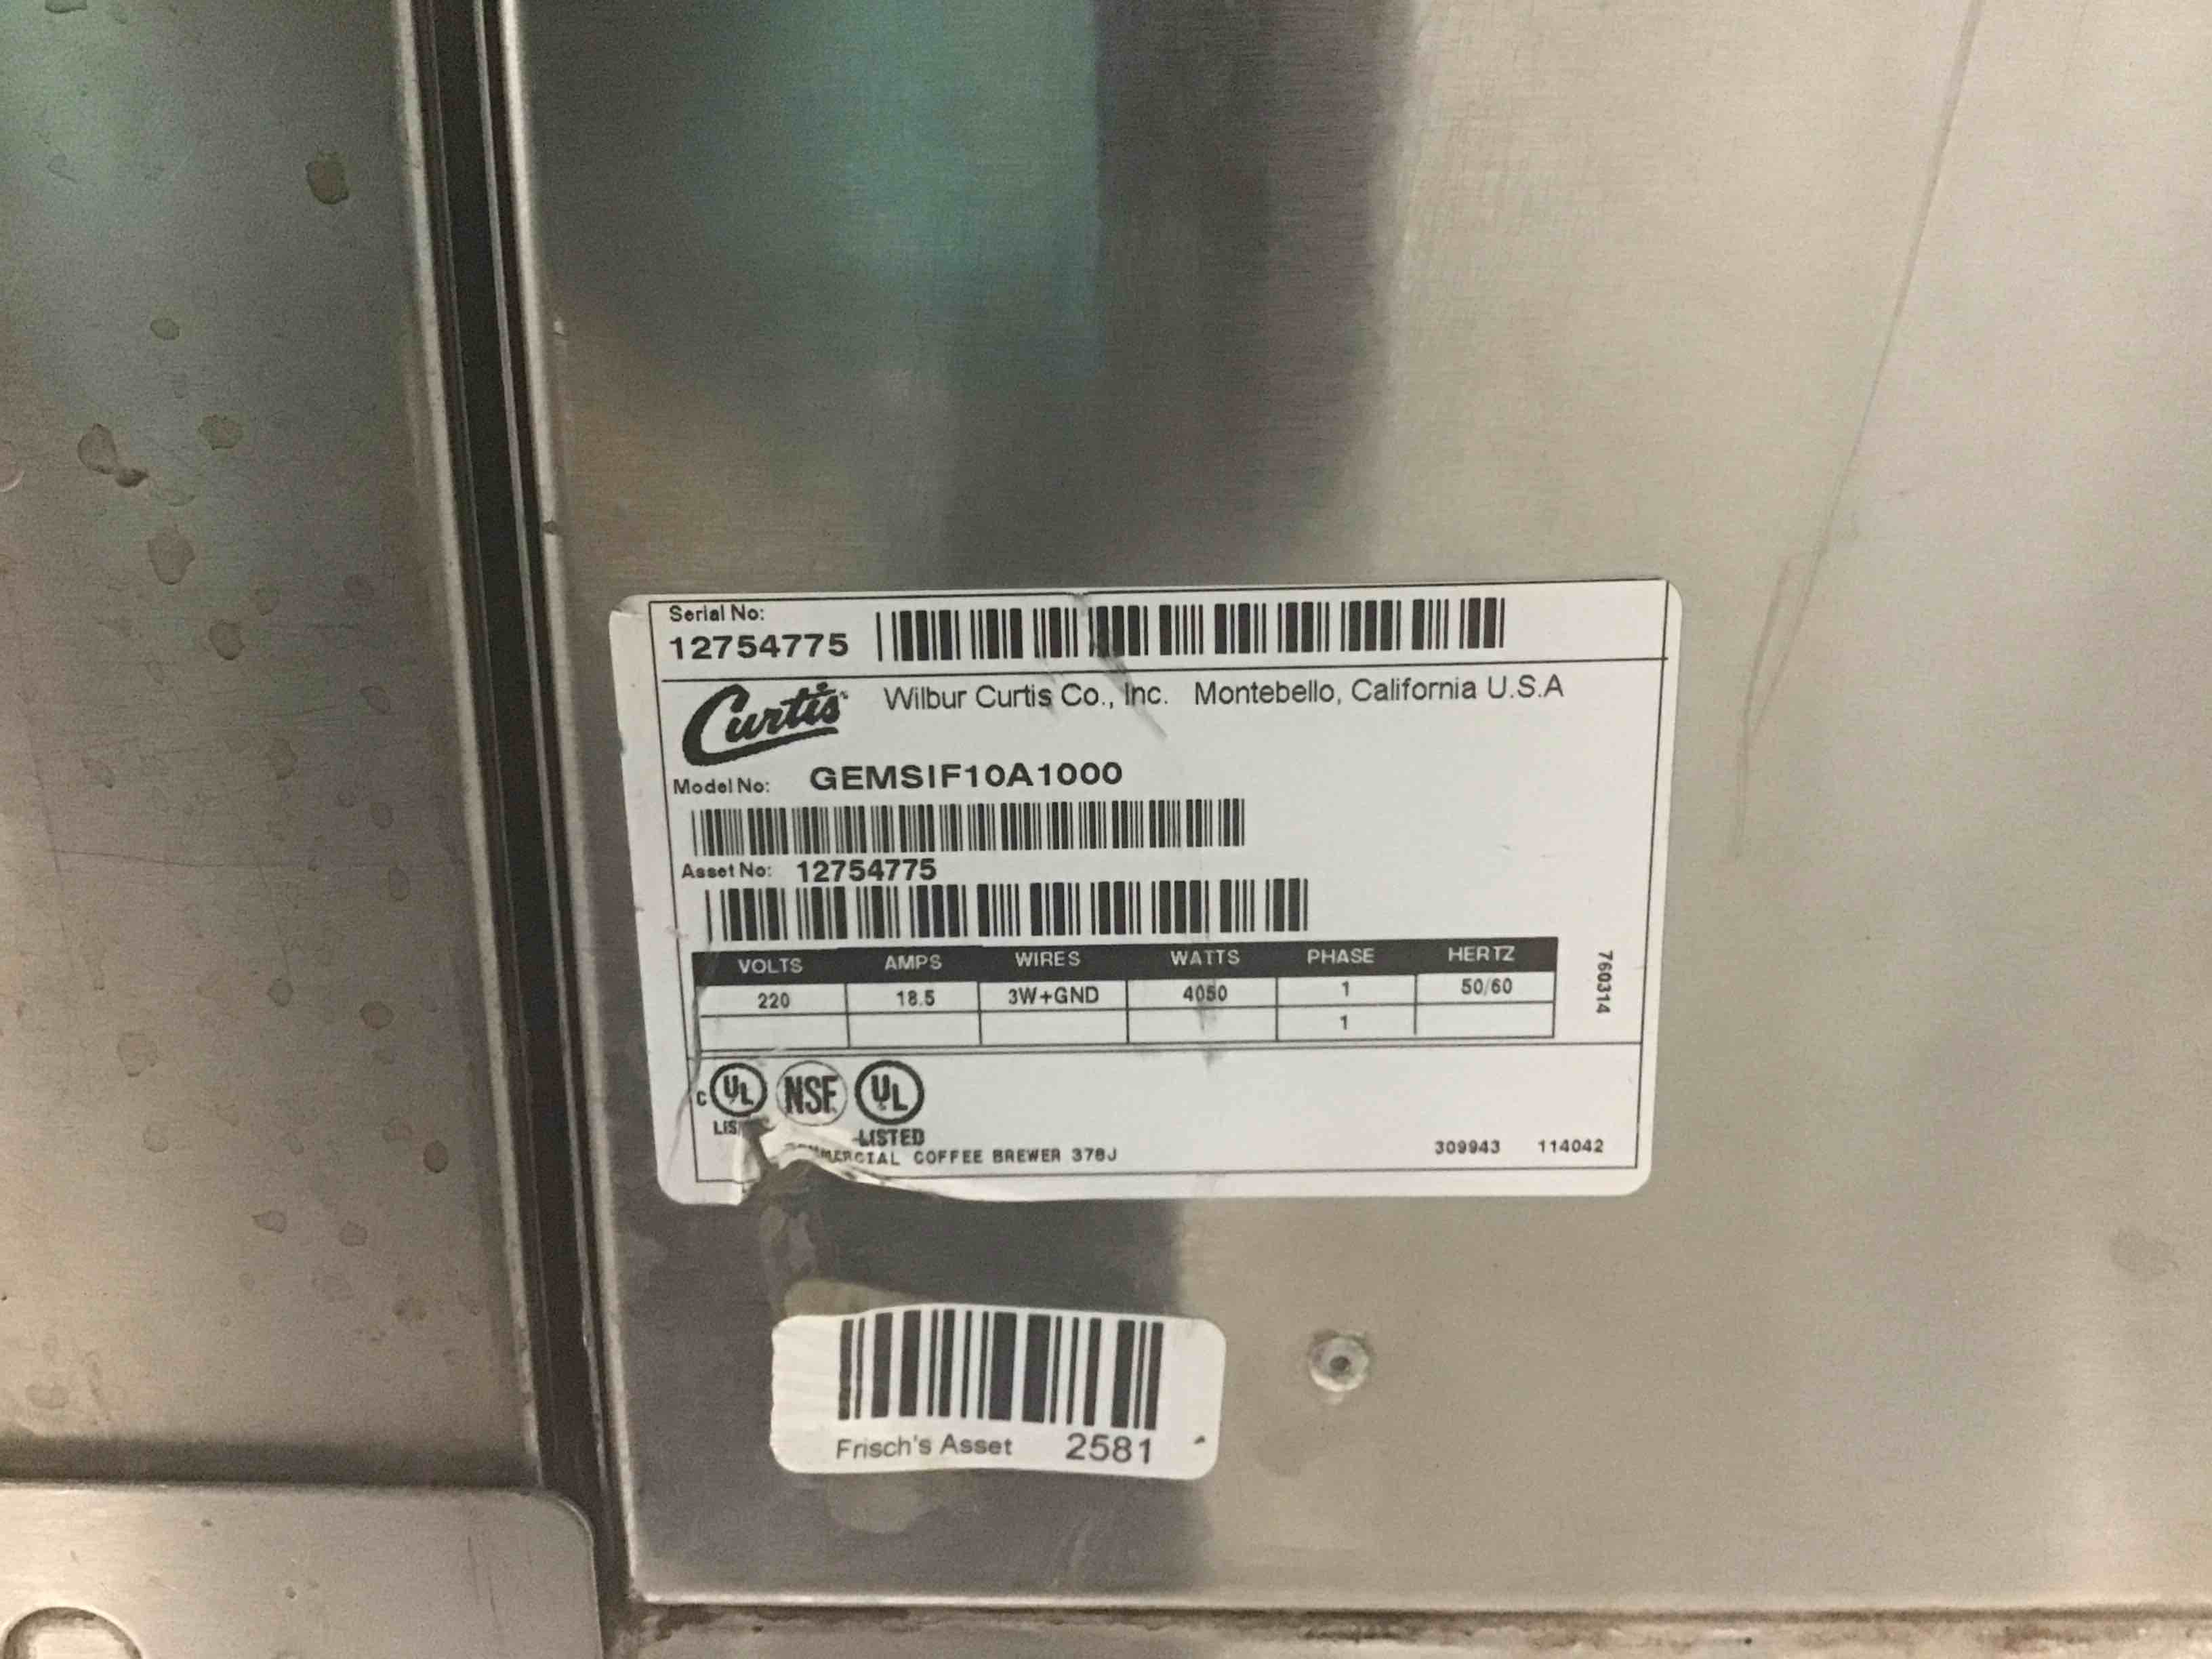 Serial No:
12754775
Curtis
Wilbur Curtis Co., Inc. Montebello, California U.S.A
Model No: GEMSIF10A1000
Asset No: 12754775
VOLTS AMPS WIRES WATTS PHASE HERTZ
220 18.5 3W+GND 4050 1 50/60
1
760314
C UL NSF UL
LISTED
COFFEE BREWER 378J
309943 114042
Frisch's Asset 2581